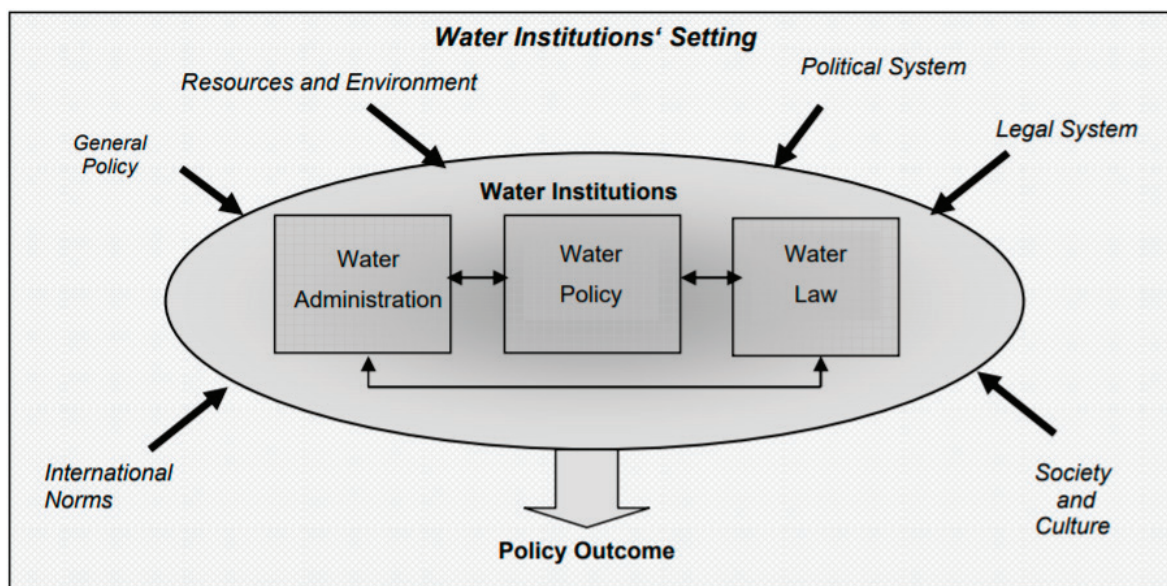 Water Institutions‘ Setting
Resources and Environment
Political System
General
Policy
Legal System
Water Institutions
Water
Administration
Water
Policy
Water
Law
International
Norms
Society
and
Culture
Policy Outcome